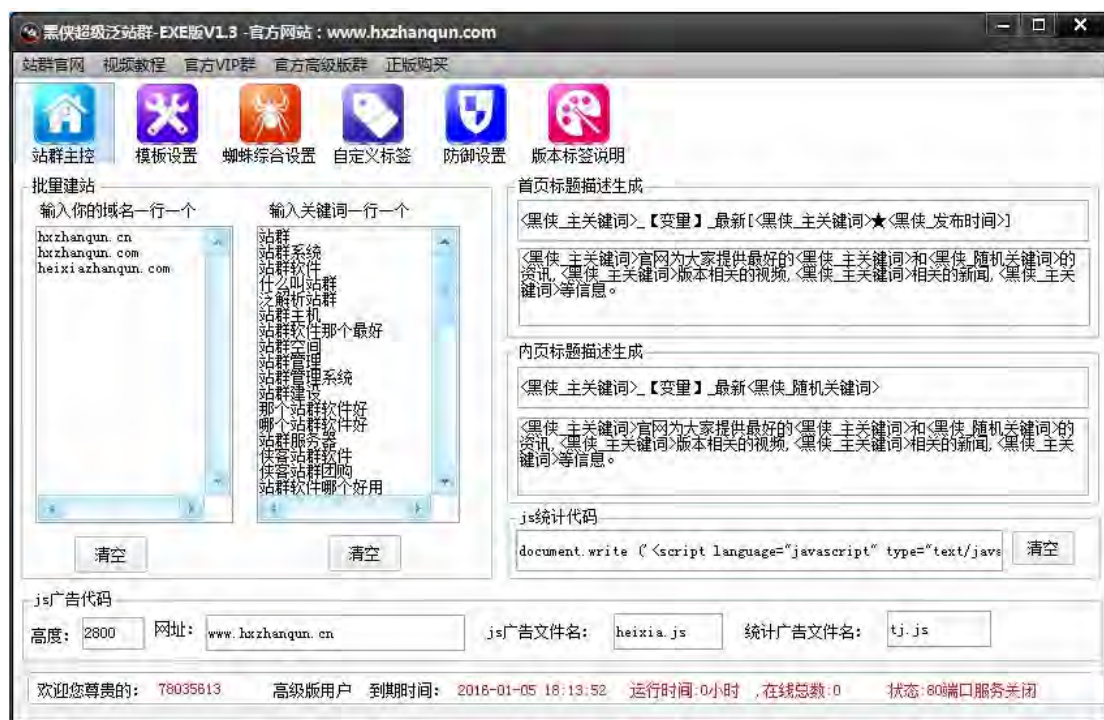 黑侠超级泛站群-EXE版V1.3 -官方网站：www.hxzhanqun.com
站群官网 视频教程 官方VIP群 官方高级版群 正版购买
站群主控 模板设置 蜘蛛综合设置 自定义标签 防御设置 版本标签说明
批量建站
输入你的域名一行一个
hxzhanqun.cn
hxzhanqun.com
heixiazhanqun.com
清空
输入关键词一行一个
站群
站群系统
站群软件
什么叫站群
泛解析站群
站群主机
站群软件那个最好
站群空间
站群管理
站群管理系统
站群建设
那个站群软件好
哪个站群软件好
站群服务器
侠客站群软件
侠客站群团购
站群软件哪个好用
清空
首页标题描述生成
<黑侠_主关键词>_【变量】_最新[<黑侠_主关键词>★<黑侠_发布时间>]
<黑侠_主关键词>官网为大家提供最好的<黑侠_主关键词>和<黑侠_随机关键词>的
资讯,<黑侠_主关键词>版本相关的视频,<黑侠_主关键词>相关的新闻,<黑侠_主关
键词>等信息。
内页标题描述生成
<黑侠_主关键词>_【变量】_最新<黑侠_随机关键词>
<黑侠_主关键词>官网为大家提供最好的<黑侠_主关键词>和<黑侠_随机关键词>的
资讯,<黑侠_主关键词>版本相关的视频,<黑侠_主关键词>相关的新闻,<黑侠_主关
键词>等信息。
js统计代码
document.write ('<script language="javascript" type="text/javs
清空
js广告代码
高度： 2800 网址： www.hxzhanqun.cn js广告文件名： heixia.js 统计广告文件名： tj.js
欢迎您尊贵的： 78035613 高级版用户 到期时间： 2016-01-05 18:13:52 运行时间:0小时 ,在线总数:0 状态:80端口服务关闭